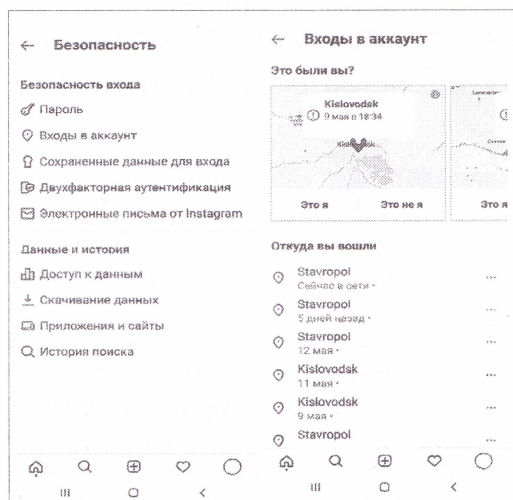 Безопасность
Безопасность входа
Пароль
Входы в аккаунт
Сохраненные данные для входа
Двухфакторная аутентификация
Электронные письма от Instagram
Данные и история
Доступ к данным
Скачивание данных
Приложения и сайты
История поиска
Входы в аккаунт
Это были вы?
Kislovodsk
9 мая в 18:34
Это я
Это не я
Это я
Откуда вы вошли
Stavropol
Сейчас в сети •
Stavropol
5 дней назад •
Stavropol
12 мая •
Kislovodsk
11 мая •
Kislovodsk
9 мая •
Stavropol